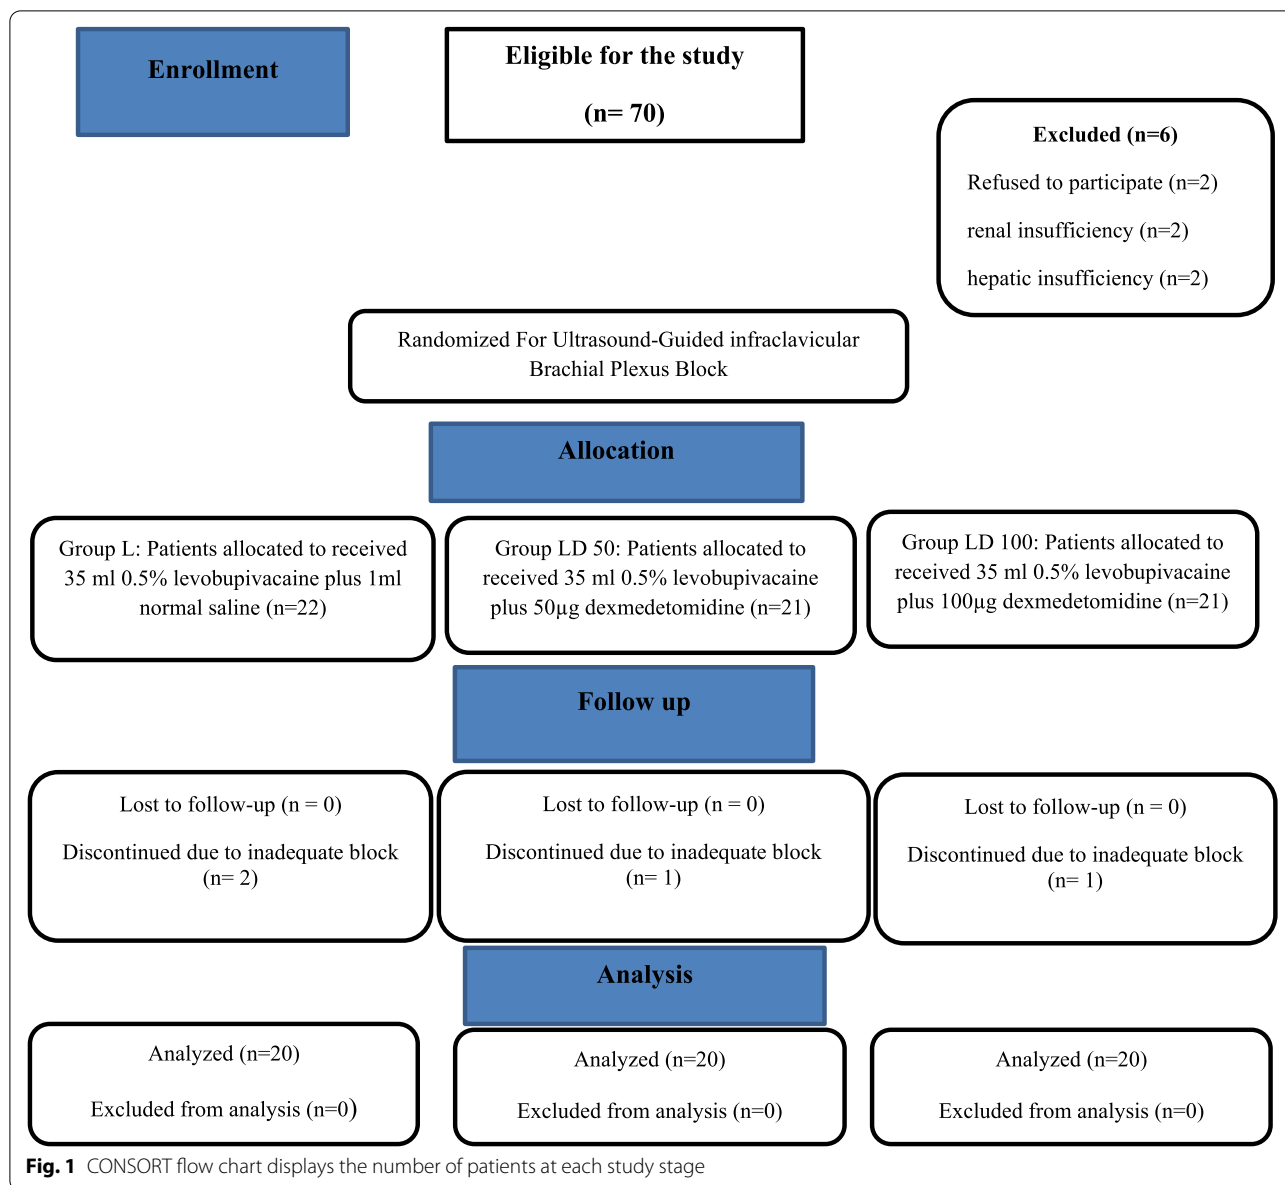 Enrollment
Eligible for the study
(n= 70)
Excluded (n=6)
Refused to participate (n=2)
renal insufficiency (n=2)
hepatic insufficiency (n=2)
Randomized For Ultrasound-Guided infraclavicular
Brachial Plexus Block
Allocation
Group L: Patients allocated to received
35 ml 0.5% levobupivacaine plus 1ml
normal saline (n=22)
Group LD 50: Patients allocated to
received 35 ml 0.5% levobupivacaine
plus 50µg dexmedetomidine (n=21)
Group LD 100: Patients allocated to
received 35 ml 0.5% levobupivacaine
plus 100µg dexmedetomidine (n=21)
Follow up
Lost to follow-up (n = 0)
Discontinued due to inadequate block
(n= 2)
Lost to follow-up (n = 0)
Discontinued due to inadequate block
(n= 1)
Lost to follow-up (n = 0)
Discontinued due to inadequate block
(n= 1)
Analysis
Analyzed (n=20)
Excluded from analysis (n=0)
Analyzed (n=20)
Excluded from analysis (n=0)
Analyzed (n=20)
Excluded from analysis (n=0)
Fig. 1 CONSORT flow chart displays the number of patients at each study stage